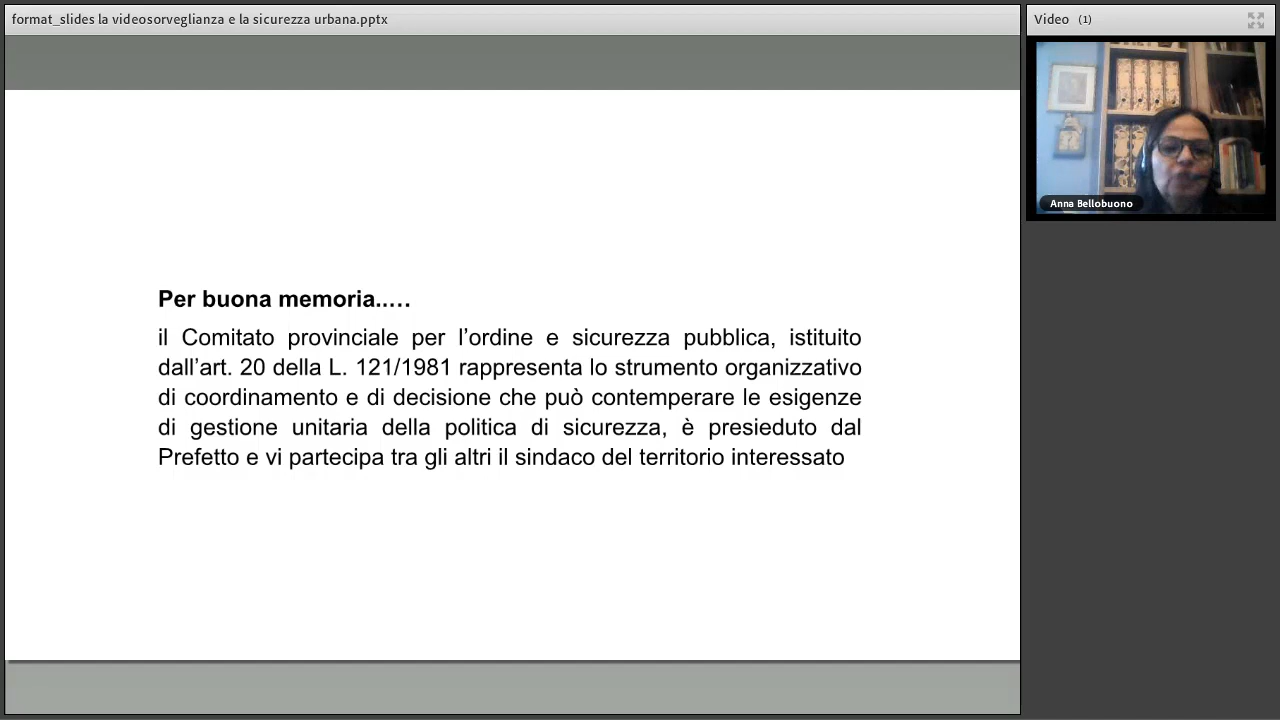 format_slides la videosorveglianza e la sicurezza urbana.pptx
Video (1)
Anna Bellobuono
Per buona memoria..…
il Comitato provinciale per l’ordine e sicurezza pubblica, istituito
dall’art. 20 della L. 121/1981 rappresenta lo strumento organizzativo
di coordinamento e di decisione che può contemperare le esigenze
di gestione unitaria della politica di sicurezza, è presieduto dal
Prefetto e vi partecipa tra gli altri il sindaco del territorio interessato